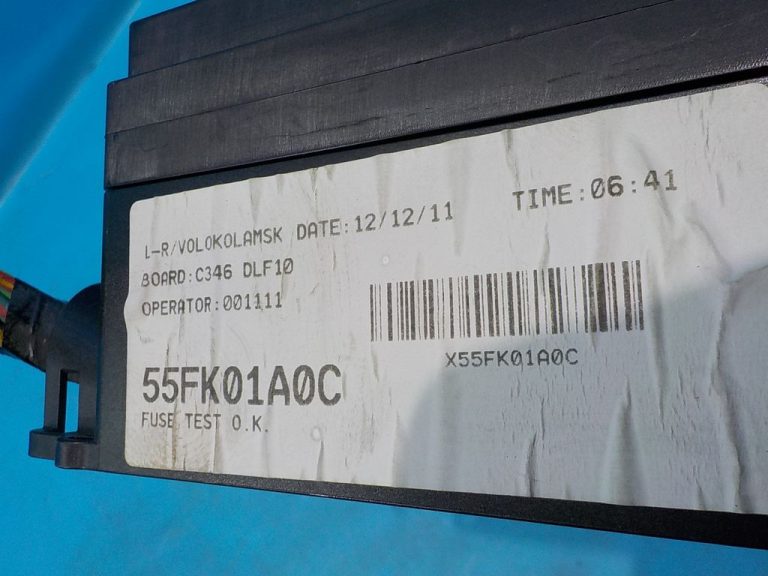 L-R/VOLOKOLAMSK DATE:12/12/11 TIME:06:41
BOARD:C346 DLF10
OPERATOR:001111
X55FK01A0C
55FK01A0C
FUSE TEST O.K.